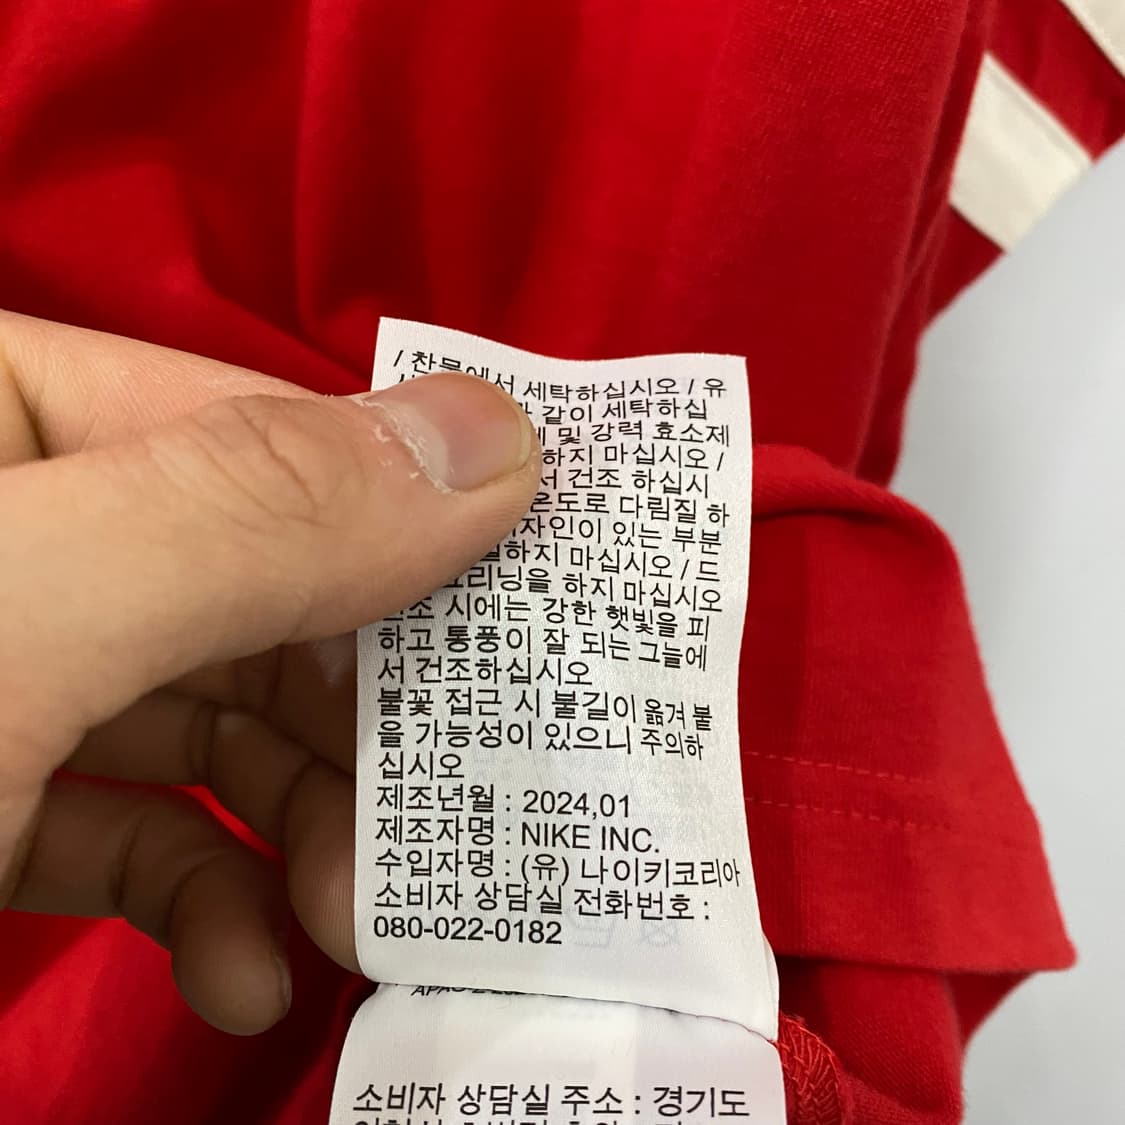 / 찬물에서 세탁하십시오 / 유
같이 세탁하십
및 강력 효소제
하지 마십시오 /
서 건조 하십시
온도로 다림질 하
자인이 있는 부분
하지 마십시오 / 드
리닝을 하지 마십시오
건조 시에는 강한 햇빛을 피
하고 통풍이 잘 되는 그늘에
서 건조하십시오
불꽃 접근 시 불길이 옮겨 붙
을 가능성이 있으니 주의하
십시오
제조년월 : 2024,01
제조자명 : NIKE INC.
수입자명 : (유) 나이키코리아
소비자 상담실 전화번호 :
080-022-0182
소비자 상담실 주소 : 경기도